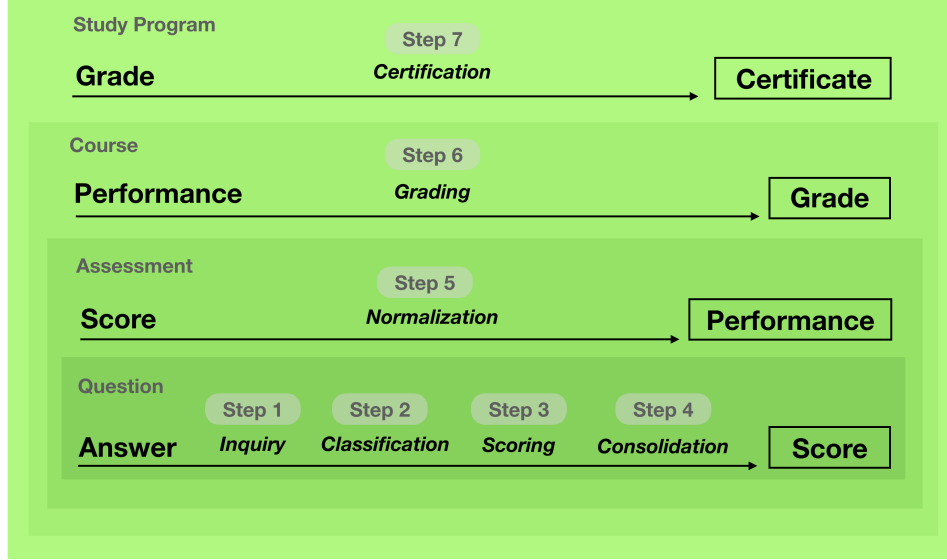 Study Program
Step 7
Grade
Certification
Certificate
Course
Step 6
Performance
Grading
Grade
Assessment
Step 5
Score
Normalization
Performance
Question
Step 1 Step 2 Step 3 Step 4
Answer Inquiry Classification Scoring Consolidation Score